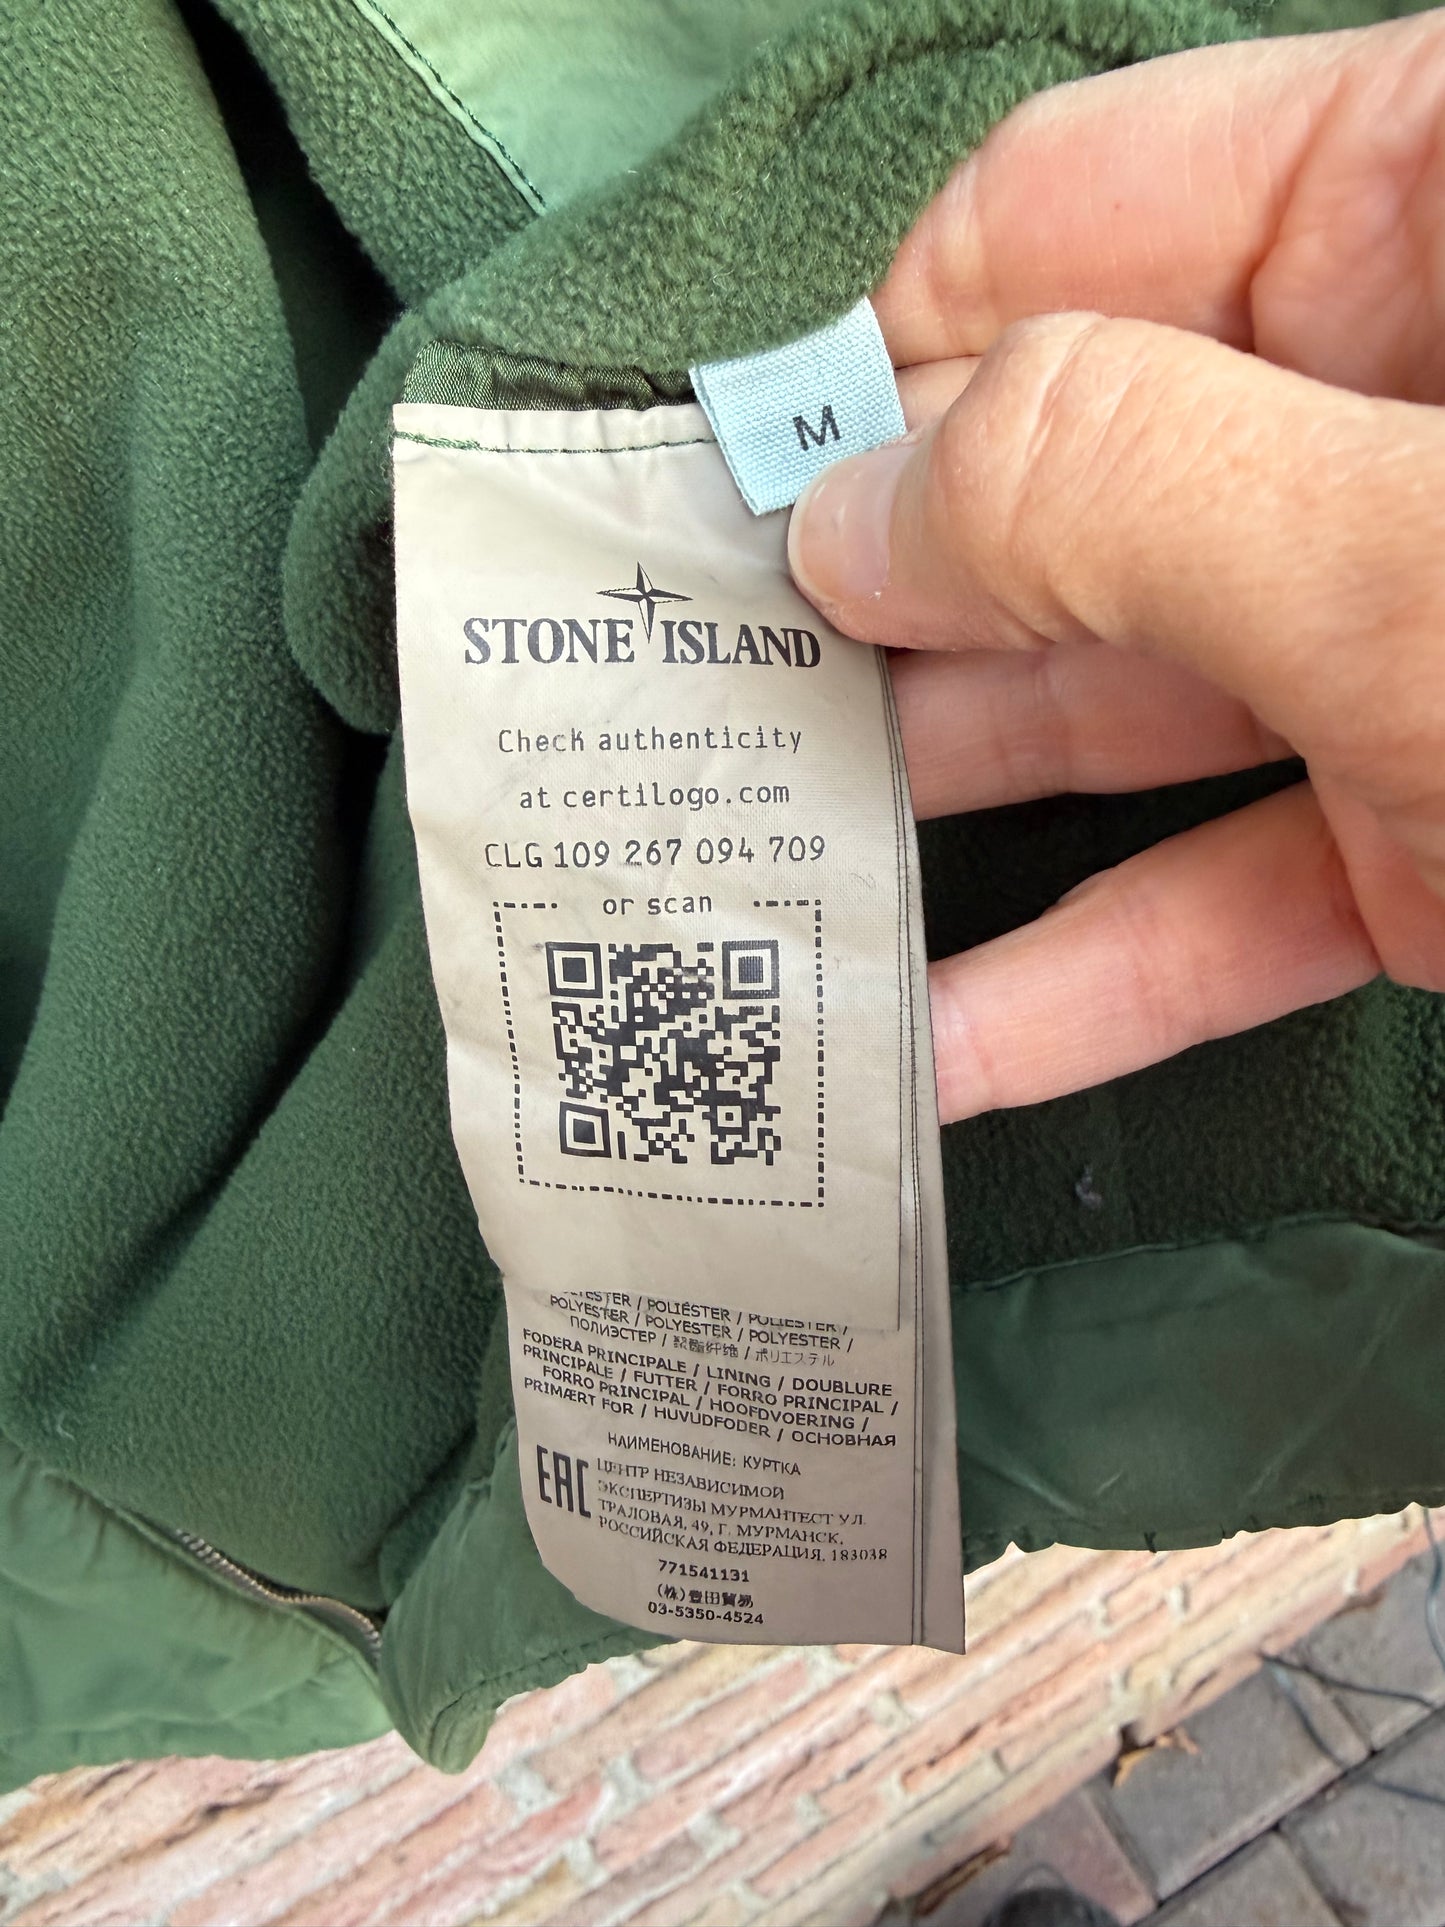 M
STONE ISLAND
Check authenticity
at certilogo.com
CLG 109 267 094 709
or scan
POLIÉSTER / POLIESTER /
POLYESTER / POLYESTER / POLYESTER /
ПОЛИЭСТЕР / 聚酯纤维 / ポリエステル
FODERA PRINCIPALE / LINING / DOUBLURE
PRINCIPALE / FUTTER / FORRO PRINCIPAL /
FORRO PRINCIPAL / HOOFDVOERING /
PRIMÆRT FOR / HUVUDFODER / ОСНОВНАЯ
НАИМЕНОВАНИЕ: КУРТКА
EAC
ЦЕНТР НЕЗАВИСИМОЙ
ЭКСПЕРТИЗЫ МУРМАНТЕСТ УЛ.
ТРАЛОВАЯ, 49, Г. МУРМАНСК,
РОССИЙСКАЯ ФЕДЕРАЦИЯ, 183038
771541131
(株)豊田貿易
03-5350-4524